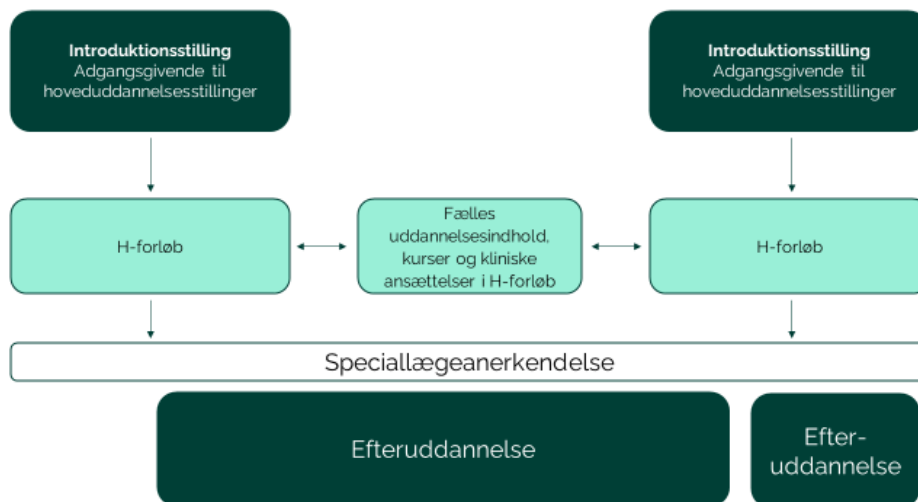 Introduktionsstilling
Adgangsgivende til
hoveduddannelsesstillinger
Introduktionsstilling
Adgangsgivende til
hoveduddannelsesstillinger
H-forløb
Fælles
uddannelsesindhold,
kurser og kliniske
ansættelser i H-forløb
H-forløb
Speciallægeanerkendelse
Efteruddannelse
Efter-
uddannelse